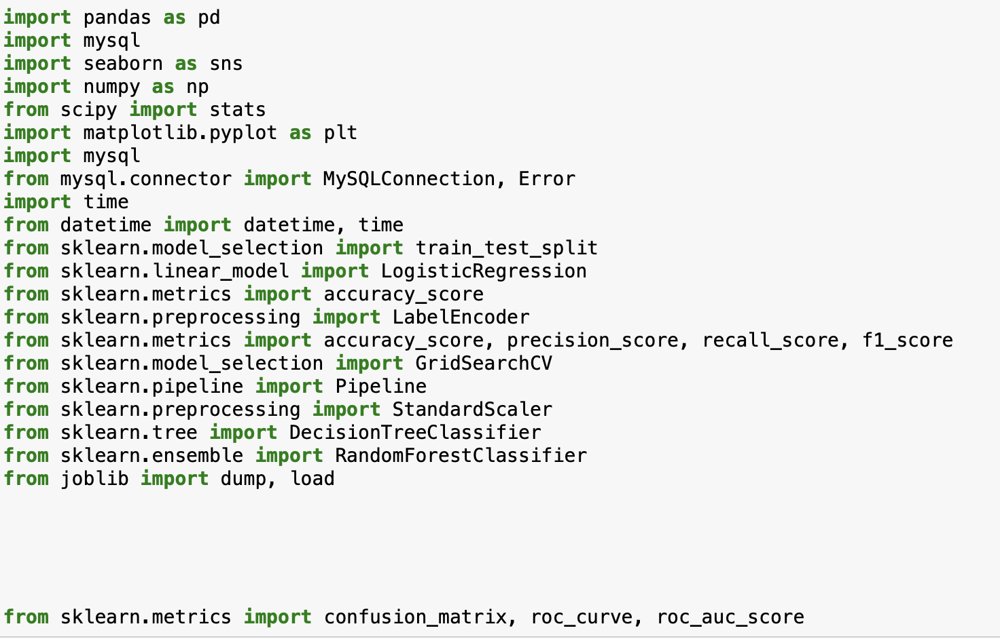 import pandas as pd
import mysql
import seaborn as sns
import numpy as np
from scipy import stats
import matplotlib.pyplot as plt
import mysql
from mysql.connector import MySQLConnection, Error
import time
from datetime import datetime, time
from sklearn.model_selection import train_test_split
from sklearn.linear_model import LogisticRegression
from sklearn.metrics import accuracy_score
from sklearn.preprocessing import LabelEncoder
from sklearn.metrics import accuracy_score, precision_score, recall_score, f1_score
from sklearn.model_selection import GridSearchCV
from sklearn.pipeline import Pipeline
from sklearn.preprocessing import StandardScaler
from sklearn.tree import DecisionTreeClassifier
from sklearn.ensemble import RandomForestClassifier
from joblib import dump, load
from sklearn.metrics import confusion_matrix, roc_curve, roc_auc_score